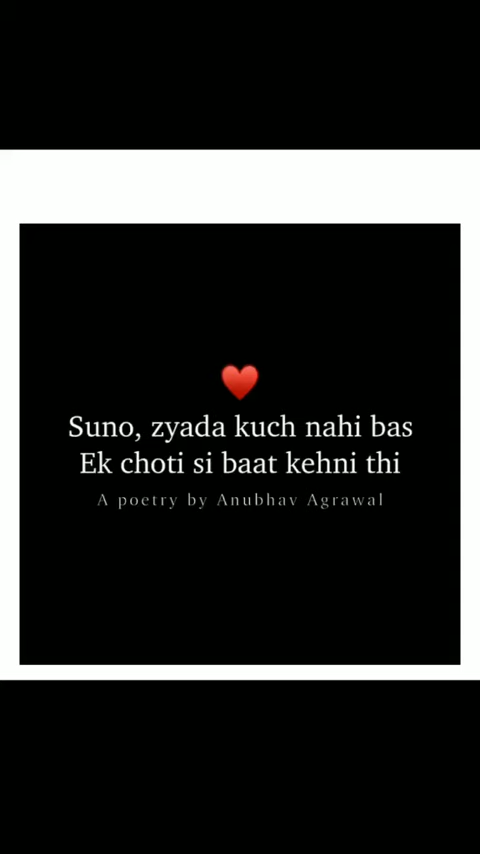 ♥️
Suno, zyada kuch nahi bas
Ek choti si baat kehni thi
A poetry by Anubhav Agrawal